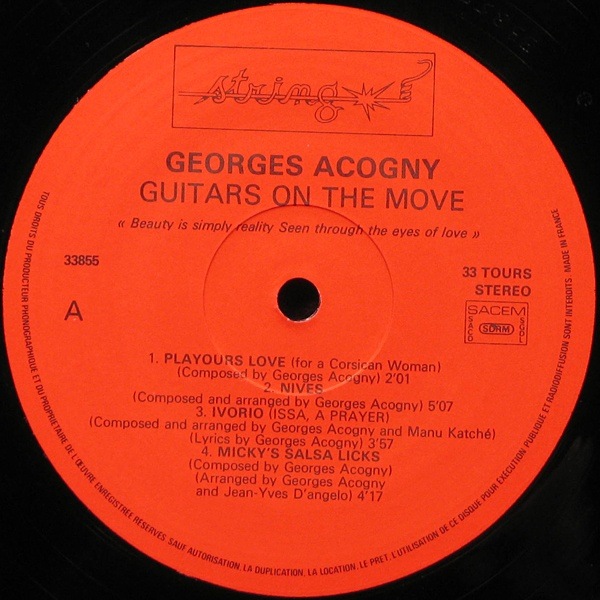 string
GEORGES ACOGNY
GUITARS ON THE MOVE
« Beauty is simply reality Seen through the eyes of love »
33855
A
33 TOURS
STEREO
SACEM
SACD
SDRM
SGDL
1. PLAYOURS LOVE (for a Corsican Woman)
(Composed by Georges Acogny) 2'01
2. NIVES
(Composed and arranged by Georges Acogny) 5'07
3. IVORIO (ISSA, A PRAYER)
(Composed and arranged by Georges Acogny and Manu Katché)
(Lyrics by Georges Acogny) 3'57
4. MICKY'S SALSA LICKS
(Composed by Georges Acogny)
(Arranged by Georges Acogny
and Jean-Yves D'angelo) 4'17
TOUS DROITS DU PRODUCTEUR PHONOGRAPHIQUE ET DU PROPRIETAIRE DE L'ŒUVRE ENREGISTREE RESERVES. SAUF AUTORISATION, LA DUPLICATION, LA LOCATION, LE PRET, L'UTILISATION DE CE DISQUE POUR EXECUTION PUBLIQUE ET RADIODIFFUSION SONT INTERDITS. MADE IN FRANCE